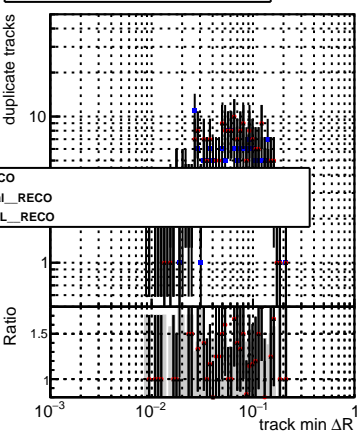 duplicate tracks
10
CO
al__RECO
L__RECO
1
Ratio
1.5
1
10−3
10−2
10−1
1
track min ΔR